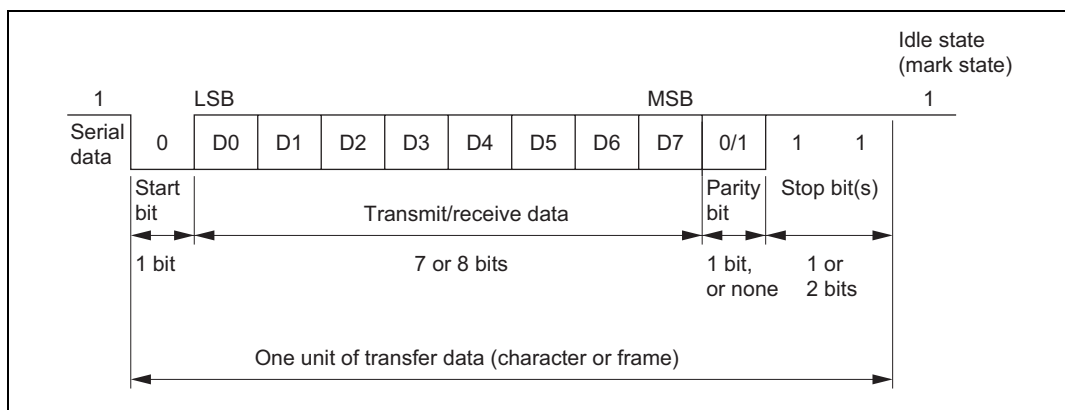 Idle state
(mark state)
1 LSB MSB 1
Serial
data
0 D0 D1 D2 D3 D4 D5 D6 D7 0/1 1 1
Start
bit
Transmit/receive data
Parity
bit
Stop bit(s)
1 bit
7 or 8 bits
1 bit,
or none
1 or
2 bits
One unit of transfer data (character or frame)